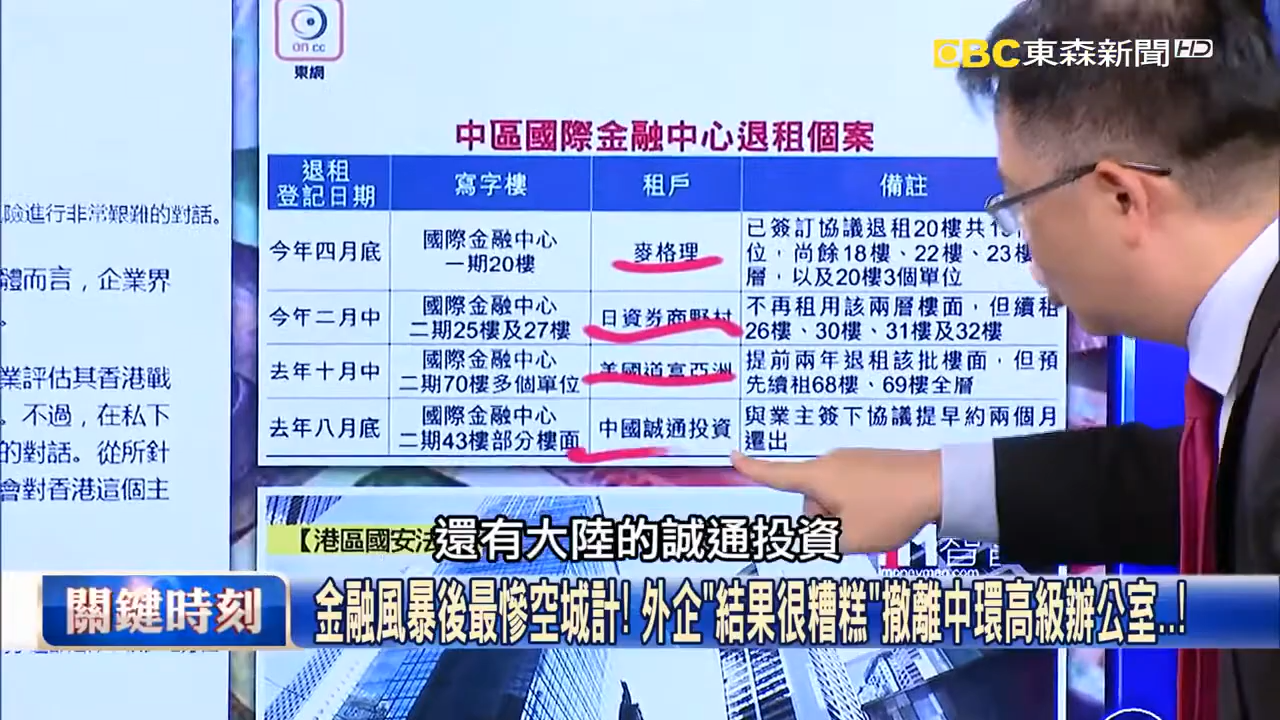 on cc
東網
EBC東森新聞HD
險進行非常艱難的對話。
體而言，企業界
。
業評估其香港戰
。不過，在私下
的對話。從所針
會對香港這個主
中區國際金融中心退租個案
退租
登記日期
寫字樓
租戶
備註
今年四月底
國際金融中心
一期20樓
麥格理
已簽訂協議退租20樓共1
位，尚餘18樓、22樓、23樓
層，以及20樓3個單位
今年二月中
國際金融中心
二期25樓及27樓
日資券商野村
不再租用該兩層樓面，但續租
26樓、30樓、31樓及32樓
去年十月中
國際金融中心
二期70樓多個單位
美國道富亞洲
提前兩年退租該批樓面，但預
先續租68樓、69樓全層
去年八月底
國際金融中心
二期43樓部分樓面
中國誠通投資
與業主簽下協議提早約兩個月
遷出
【港區國安法
還有大陸的誠通投資
關鍵時刻
金融風暴後最慘空城計！外企"結果很糟糕"撤離中環高級辦公室..！